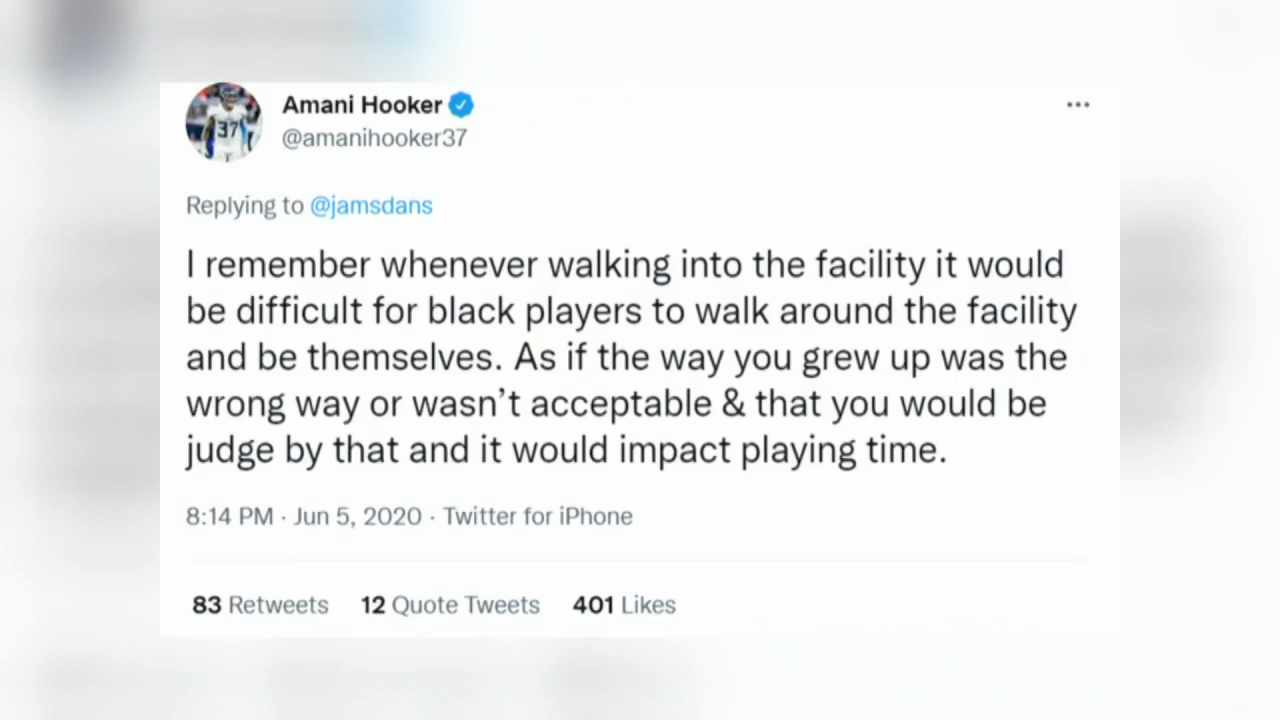 Amani Hooker
@amanihooker37
Replying to @jamsdans
I remember whenever walking into the facility it would
be difficult for black players to walk around the facility
and be themselves. As if the way you grew up was the
wrong way or wasn’t acceptable & that you would be
judge by that and it would impact playing time.
8:14 PM · Jun 5, 2020 · Twitter for iPhone
83 Retweets 12 Quote Tweets 401 Likes